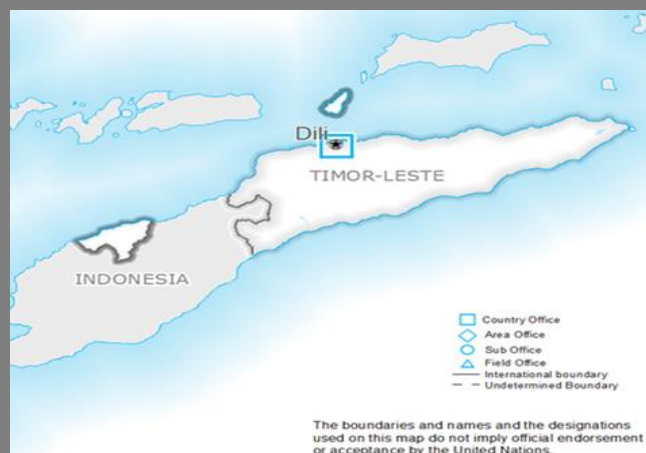 Dili
TIMOR-LESTE
INDONESIA
Country Office
Area Office
Sub Office
Field Office
International boundary
Undetermined Boundary
The boundaries and names and the designations
used on this map do not imply official endorsement
or acceptance by the United Nations.